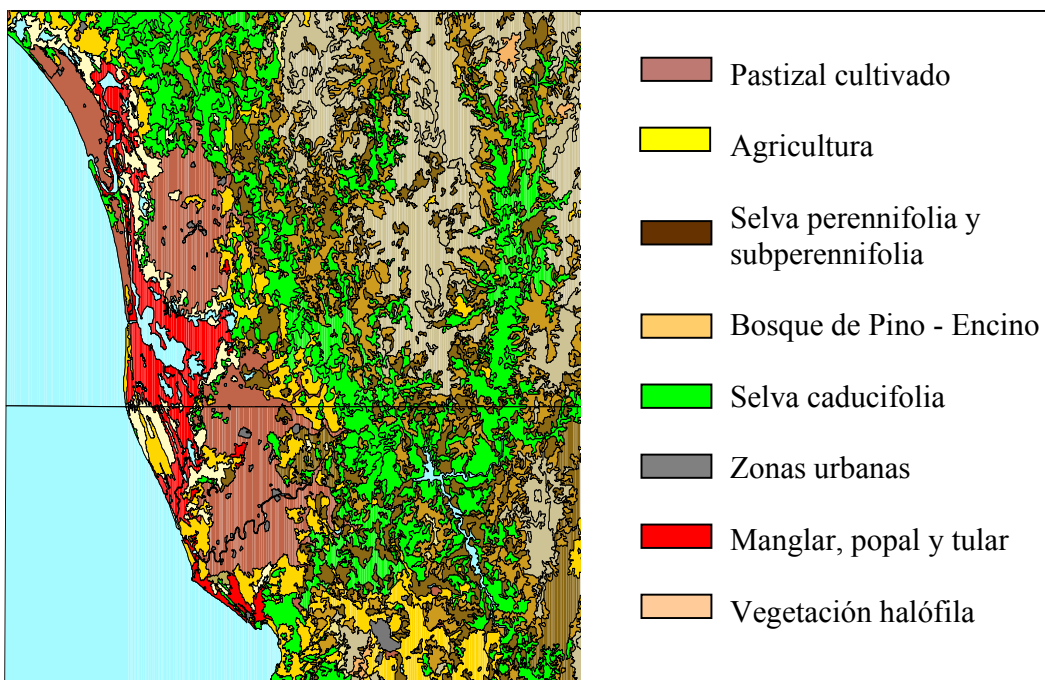 Pastizal cultivado
Agricultura
Selva perennifolia y
subperennifolia
Bosque de Pino - Encino
Selva caducifolia
Zonas urbanas
Manglar, popal y tular
Vegetación halófila